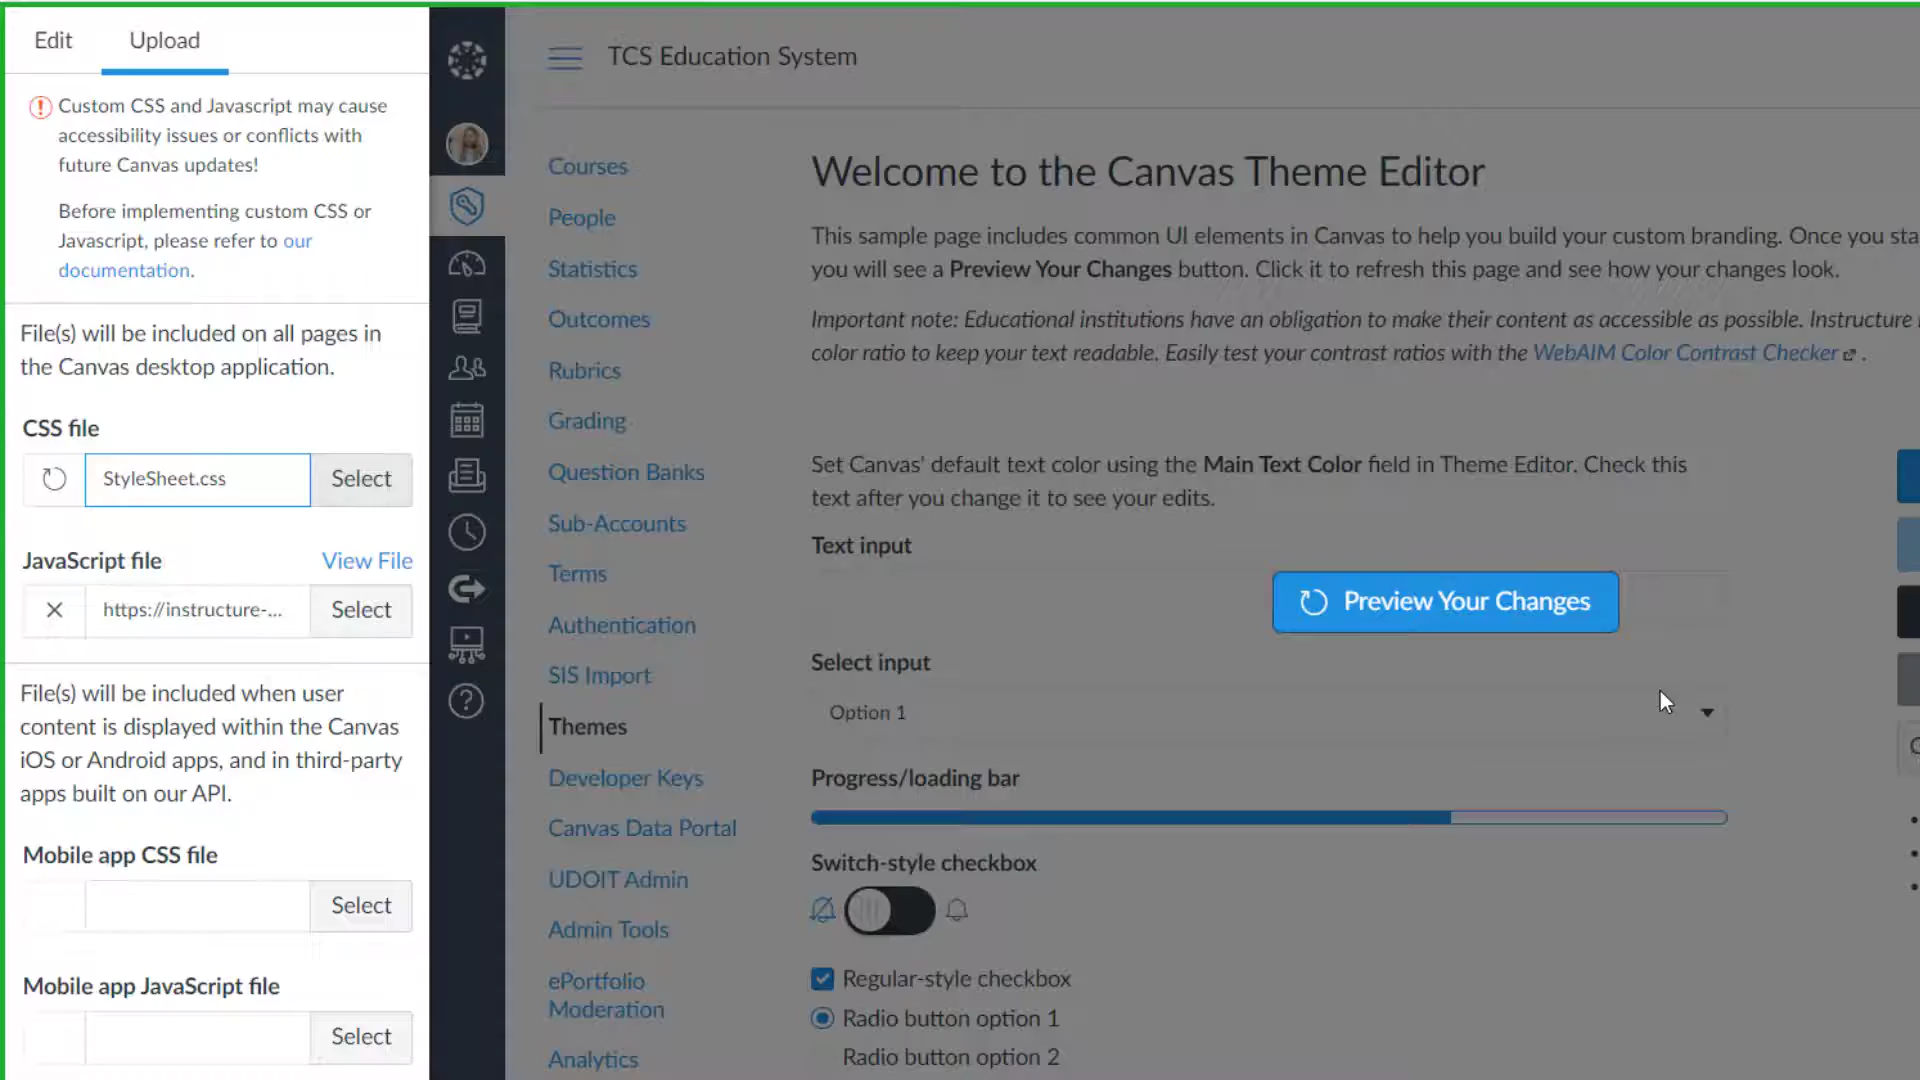 Edit
Upload
Custom CSS and Javascript may cause
accessibility issues or conflicts with
future Canvas updates!
Before implementing custom CSS or
Javascript, please refer to our
documentation.
File(s) will be included on all pages in
the Canvas desktop application.
CSS file
StyleSheet.css
Select
JavaScript file
View File
https://instructure-...
Select
File(s) will be included when user
content is displayed within the Canvas
iOS or Android apps, and in third-party
apps built on our API.
Mobile app CSS file
Select
Mobile app JavaScript file
Select
TCS Education System
Courses
People
Statistics
Outcomes
Rubrics
Grading
Question Banks
Sub-Accounts
Terms
Authentication
SIS Import
Themes
Developer Keys
Canvas Data Portal
UDOIT Admin
Admin Tools
ePortfolio
Moderation
Analytics
Welcome to the Canvas Theme Editor
This sample page includes common UI elements in Canvas to help you build your custom branding. Once you sta
you will see a Preview Your Changes button. Click it to refresh this page and see how your changes look.
Important note: Educational institutions have an obligation to make their content as accessible as possible. Instructure
color ratio to keep your text readable. Easily test your contrast ratios with the WebAIM Color Contrast Checker .
Set Canvas' default text color using the Main Text Color field in Theme Editor. Check this
text after you change it to see your edits.
Text input
Preview Your Changes
Select input
Option 1
Progress/loading bar
Switch-style checkbox
Regular-style checkbox
Radio button option 1
Radio button option 2